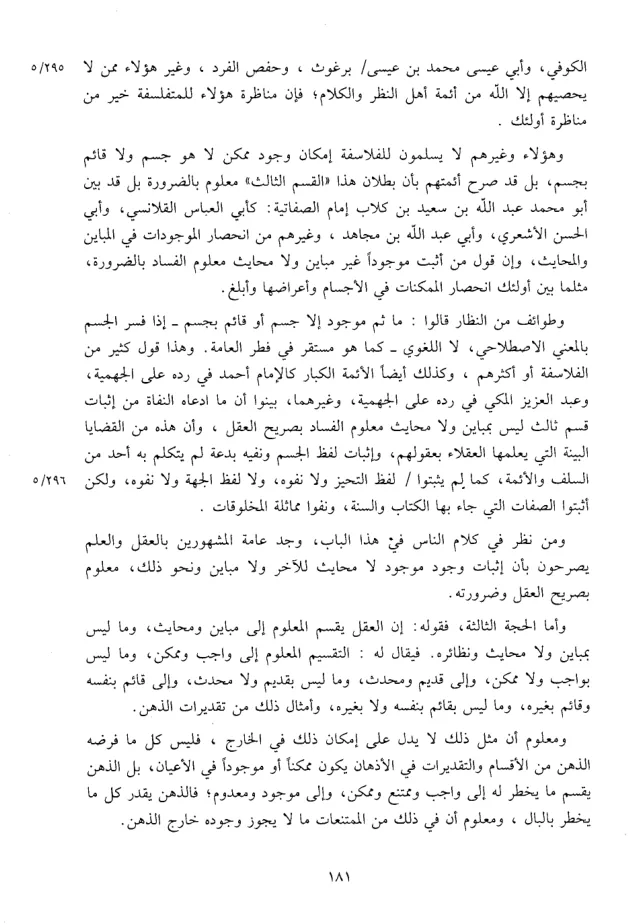 الكوفي، وأبي عيسى محمد بن عيسى/ برغوث ، وحفص الفرد ، وغير هؤلاء ممن لا ٥/٢٩٥
يحصيهم إلا الله من أئمة أهل النظر والكلام؛ فإن مناظرة هؤلاء للمتفلسفة خير من
مناظرة أولئك .
وهؤلاء وغيرهم لا يسلمون للفلاسفة إمكان وجود ممكن لا هو جسم ولا قائم
بجسم، بل قد صرح أئمتهم بأن بطلان هذا «القسم الثالث» معلوم بالضرورة بل قد بين
أبو محمد عبد الله بن سعيد بن كلاب إمام الصفاتية: كأبي العباس القلانسي، وأبي
الحسن الأشعري، وأبي عبد الله بن مجاهد ، وغيرهم من انحصار الموجودات في المباين
والمحايث، وإن قول من أثبت موجوداً غير مباين ولا محايث معلوم الفساد بالضرورة،
مثلما بين أولئك انحصار الممكنات في الأجسام وأعراضها وأبلغ.
وطوائف من النظار قالوا : ما ثم موجود إلا جسم أو قائم بجسم ـ إذا فسر الجسم
بالمعني الاصطلاحي، لا اللغوي ـ كما هو مستقر في فطر العامة. وهذا قول كثير من
الفلاسفة أو أكثرهم ، وكذلك أيضاً الأئمة الكبار كالإمام أحمد في رده على الجهمية،
وعبد العزيز المكي في رده على الجهمية، وغيرهما، بينوا أن ما ادعاه النفاة من إثبات
قسم ثالث ليس بمباين ولا محايث معلوم الفساد بصريح العقل ، وأن هذه من القضايا
البينة التي يعلمها العقلاء بعقولهم، وإثبات لفظ الجسم ونفيه بدعة لم يتكلم به أحد من
السلف والأئمة، كما لم يثبتوا / لفظ التحيز ولا نفوه، ولا لفظ الجهة ولا نفوه، ولكن ٥/٢٩٦
أثبتوا الصفات التي جاء بها الكتاب والسنة، ونفوا مماثلة المخلوقات .
ومن نظر في كلام الناس في هذا الباب، وجد عامة المشهورين بالعقل والعلم
يصرحون بأن إثبات وجود موجود لا محايث للآخر ولا مباين ونحو ذلك، معلوم
بصريح العقل وضرورته.
وأما الحجة الثالثة، فقوله: إن العقل يقسم المعلوم إلى مباين ومحايث، وما ليس
بمباين ولا محايث ونظائره. فيقال له : التقسيم المعلوم إلى واجب وممكن، وما ليس
بواجب ولا ممكن، وإلى قديم ومحدث، وما ليس بقديم ولا محدث، وإلى قائم بنفسه
وقائم بغيره، وما ليس بقائم بنفسه ولا بغيره، وأمثال ذلك من تقديرات الذهن.
ومعلوم أن مثل ذلك لا يدل على إمكان ذلك في الخارج ، فليس كل ما فرضه
الذهن من الأقسام والتقديرات في الأذهان يكون ممكناً أو موجوداً في الأعيان، بل الذهن
يقسم ما يخطر له إلى واجب وممتنع وممكن، وإلى موجود ومعدوم؛ فالذهن يقدر كل ما
يخطر بالبال ، ومعلوم أن في ذلك من الممتنعات ما لا يجوز وجوده خارج الذهن.
١٨١